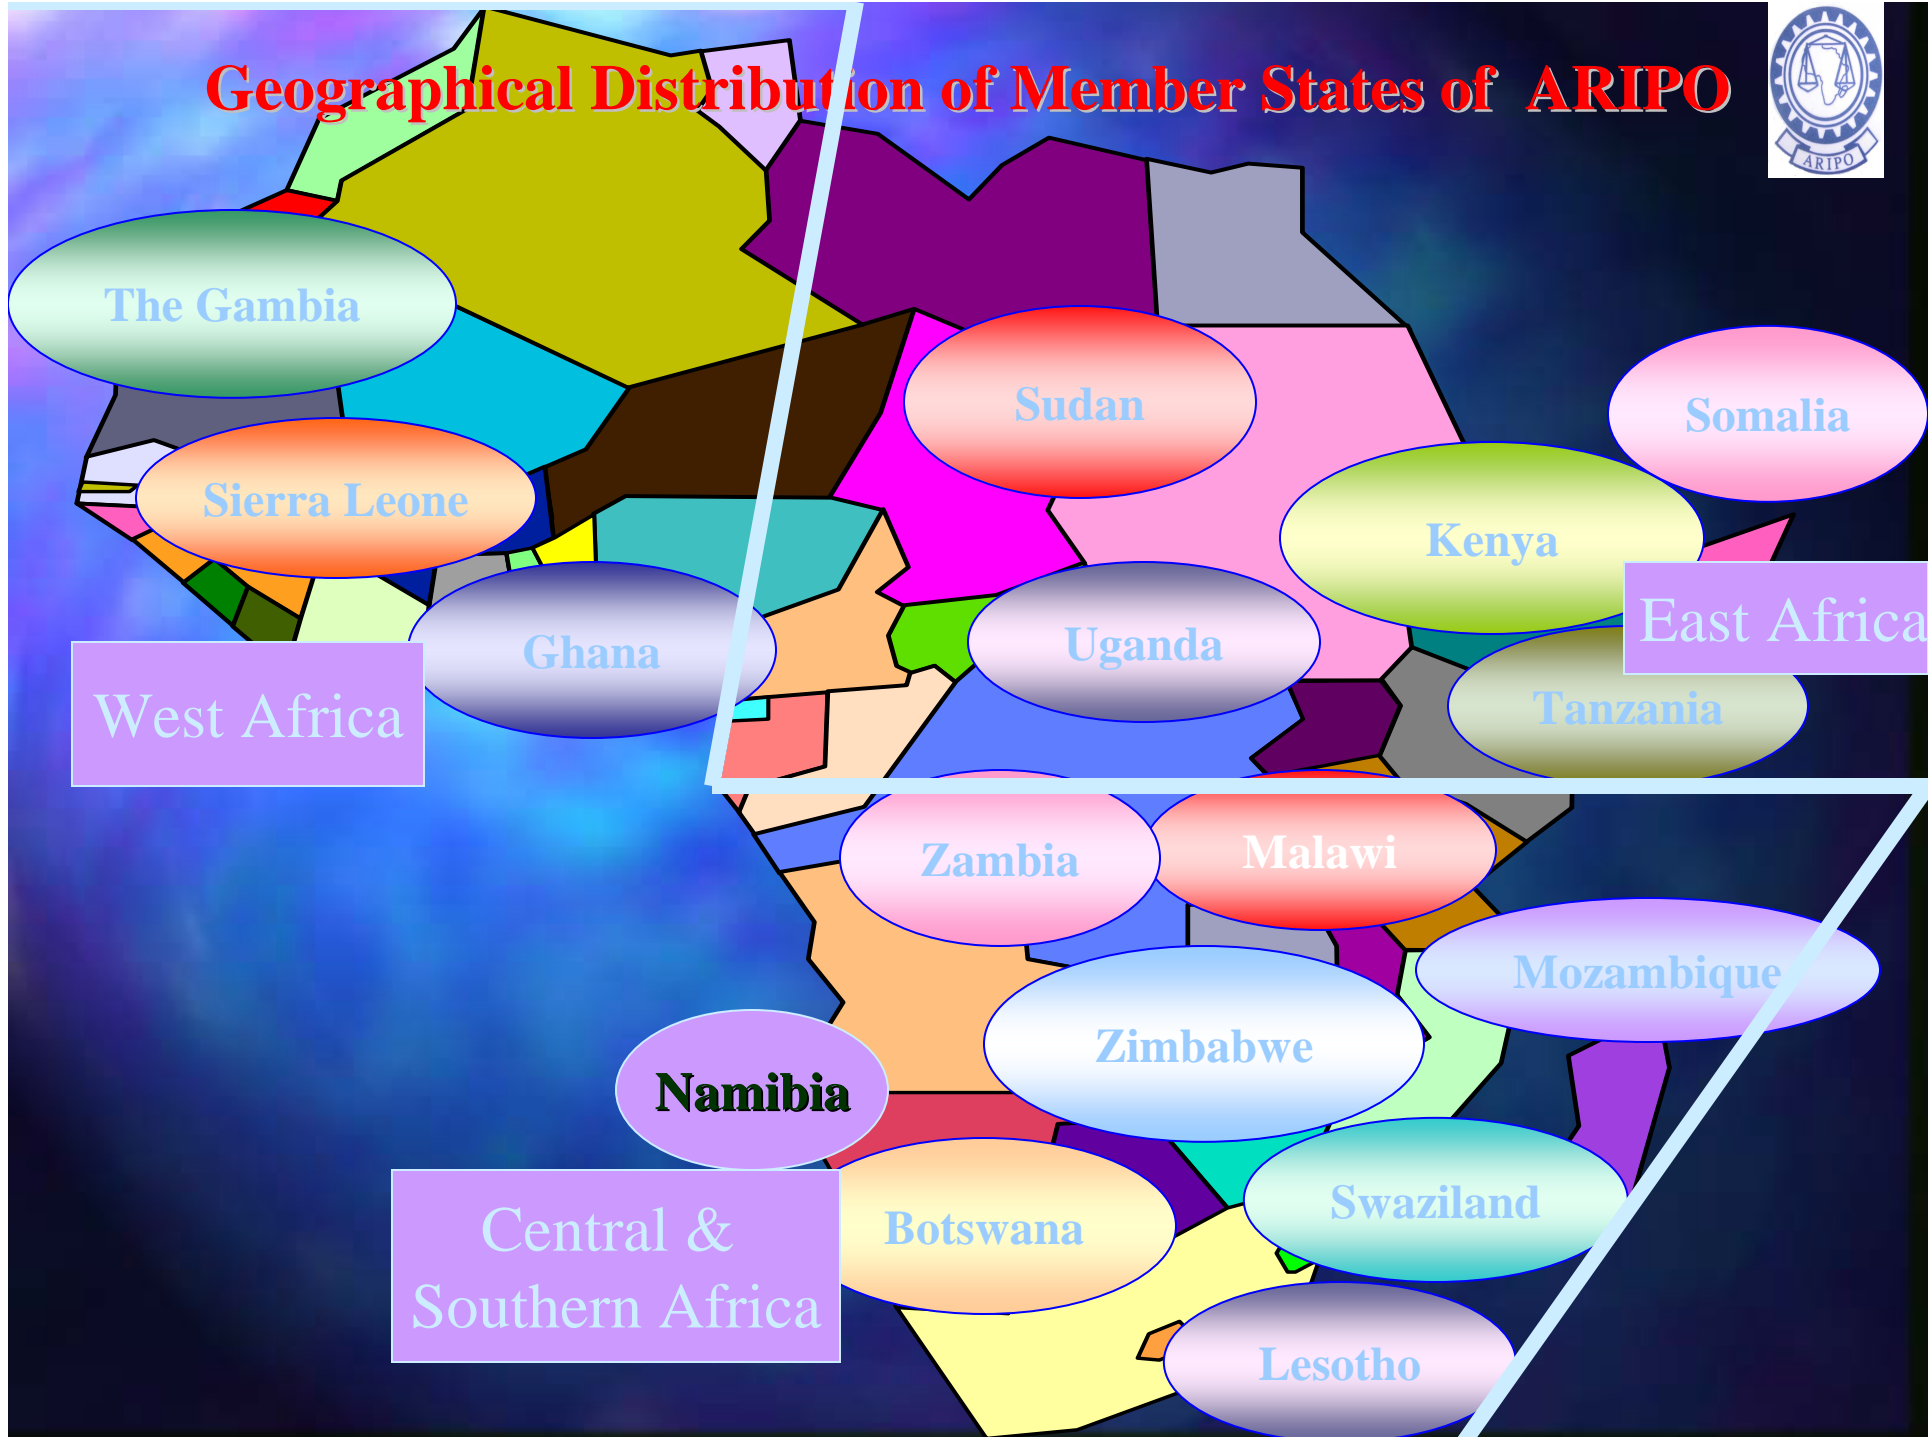 Geographical Distribution of Member States of ARIPO
ARIPO
The Gambia
Sudan
Somalia
Sierra Leone
Kenya
East Africa
Ghana
Uganda
West Africa
Tanzania
Zambia
Malawi
Mozambique
Zimbabwe
Namibia
Swaziland
Botswana
Central &
Southern Africa
Lesotho